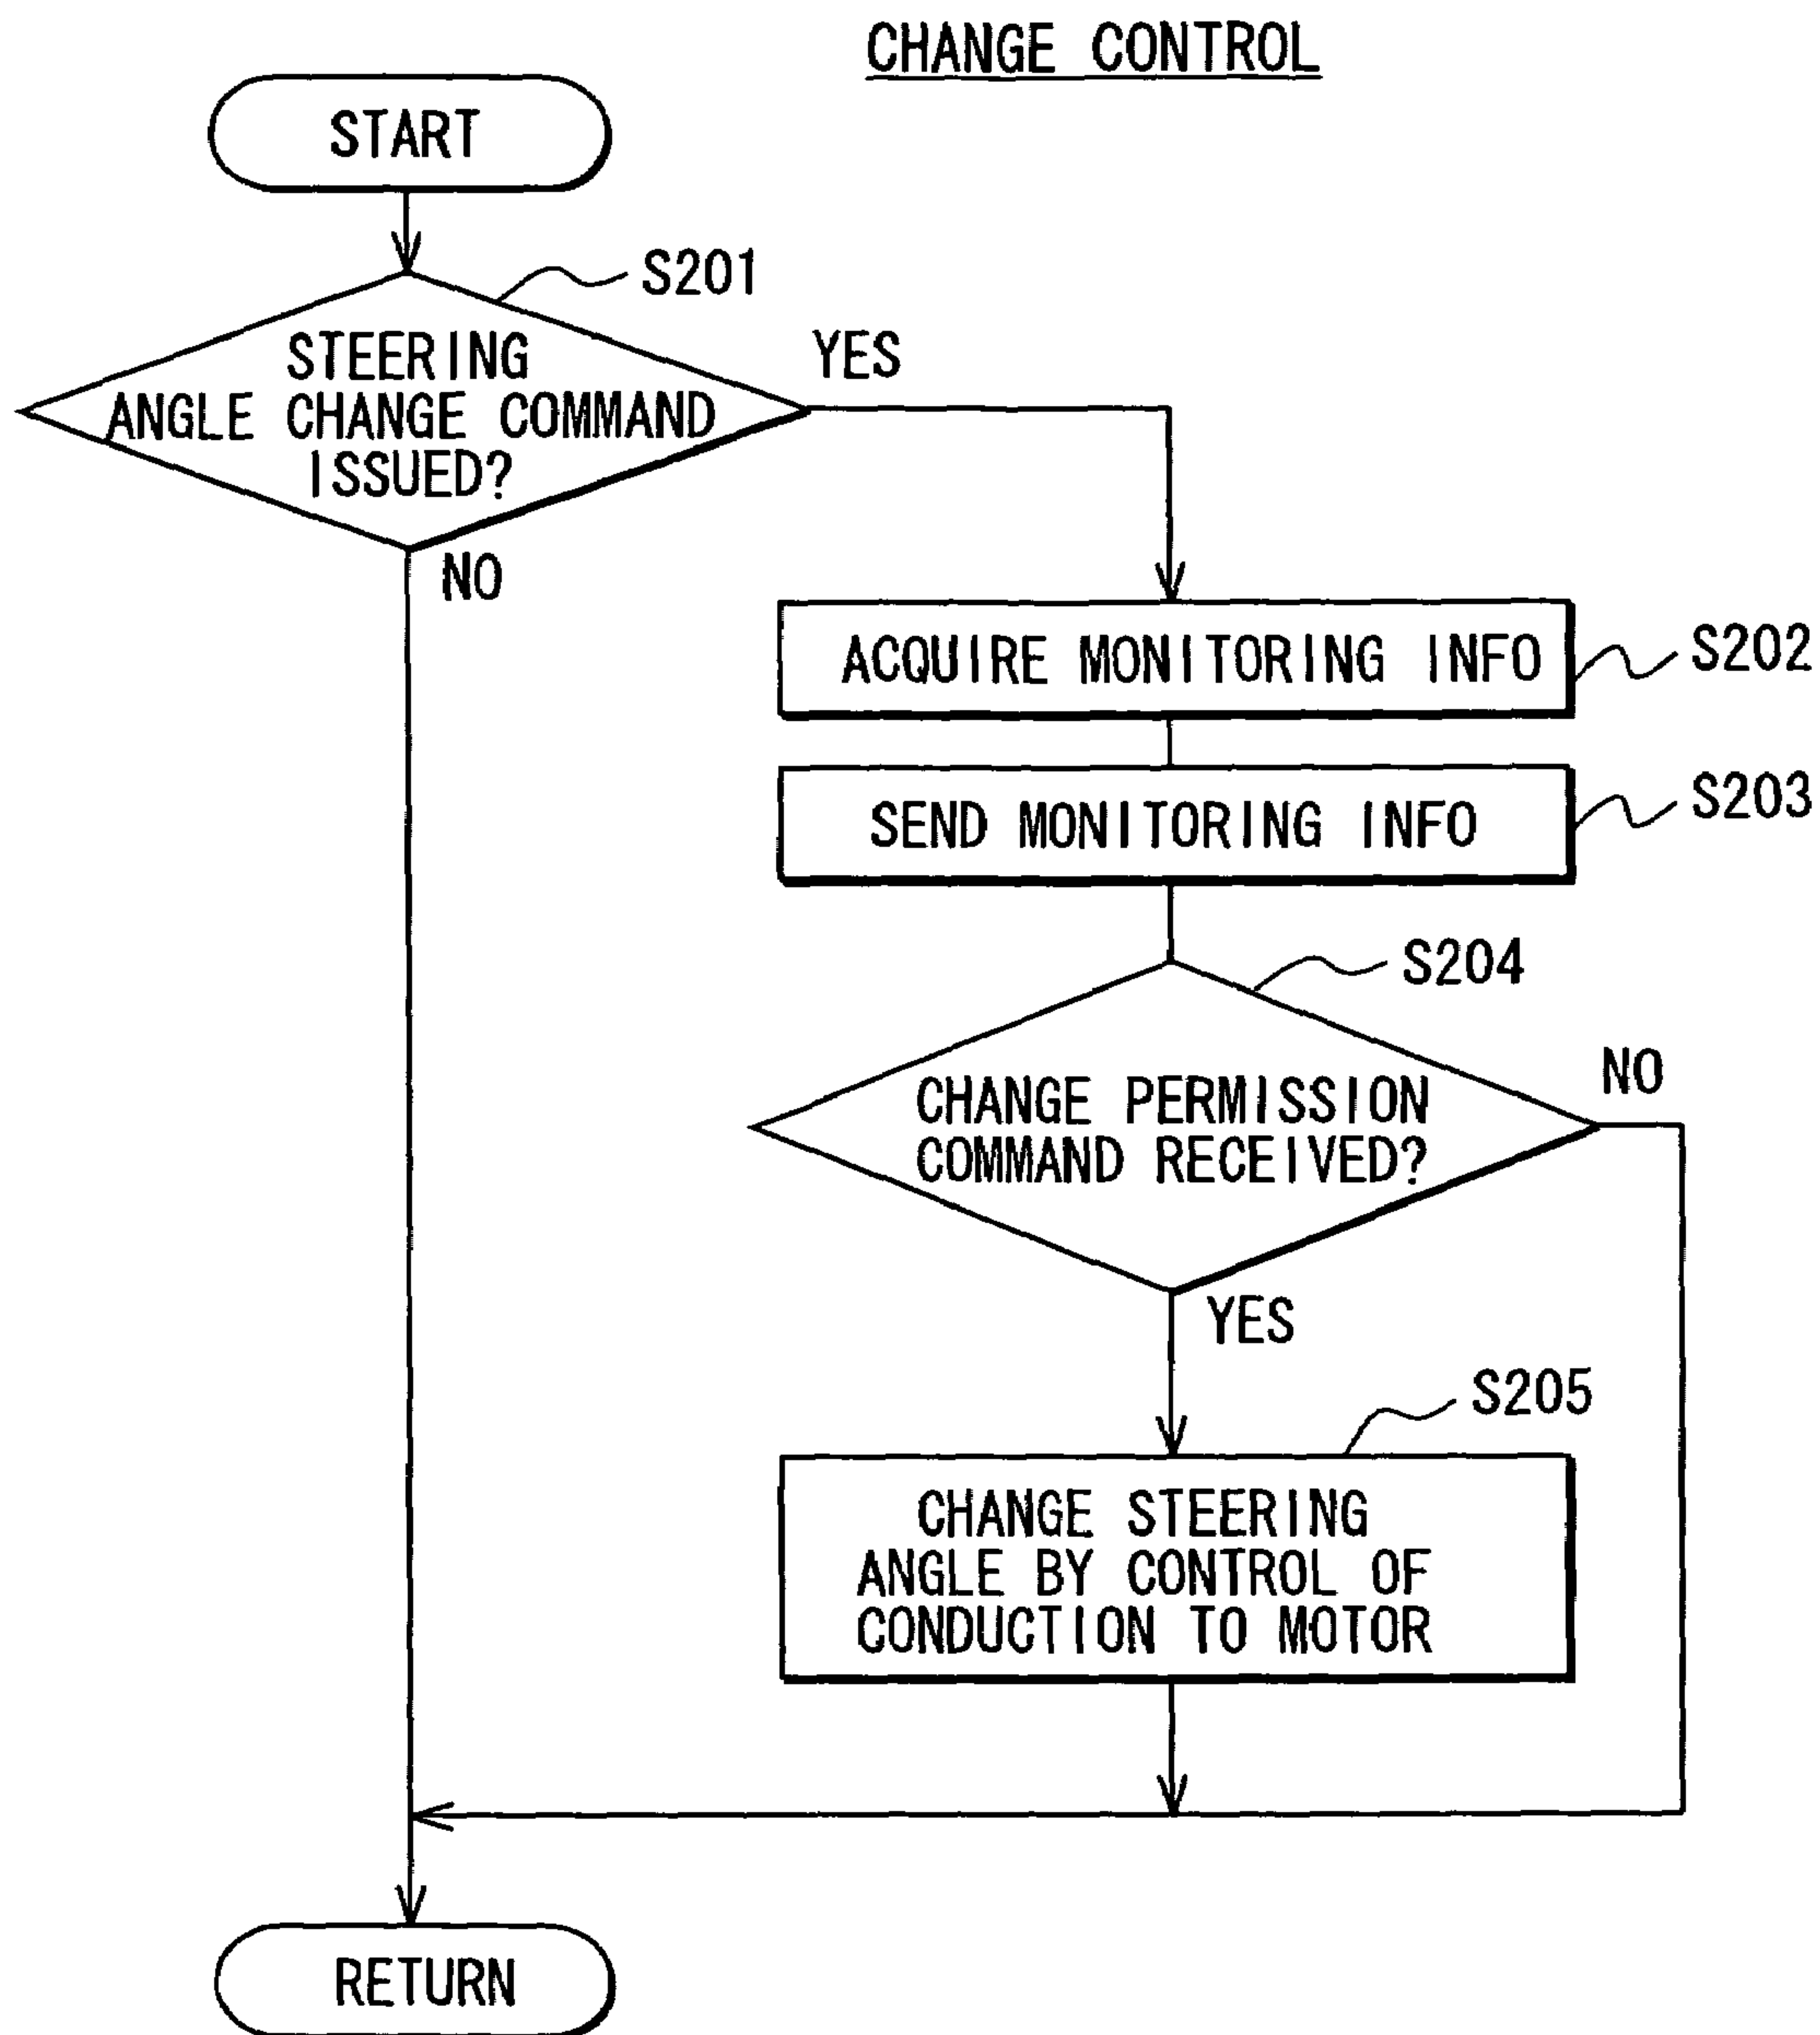 CHANGE CONTROL
START
S201
STEERING
ANGLE CHANGE COMMAND
ISSUED?
YES
NO
ACQUIRE MONITORING INFO
S202
SEND MONITORING INFO
S203
S204
CHANGE PERMISSION
COMMAND RECEIVED?
NO
YES
S205
CHANGE STEERING
ANGLE BY CONTROL OF
CONDUCTION TO MOTOR
RETURN